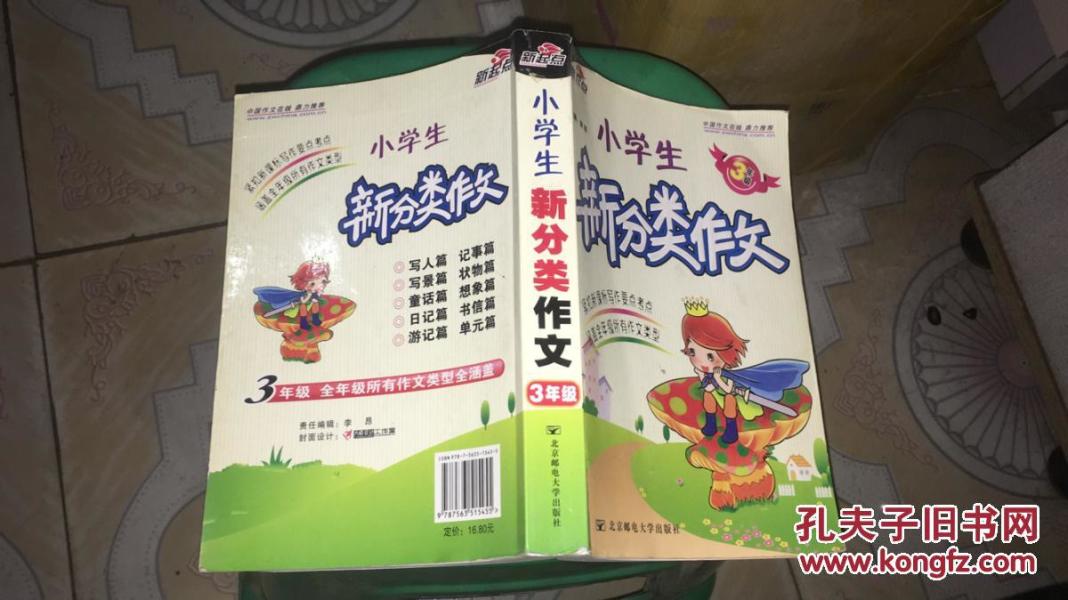 中国作文在线 鼎力推荐
www.zwching.com.cn
新起点
小学生
紧扣新课标写作要点考点
涵盖全年级所有作文类型
新分类作文
写人篇 记事篇
写景篇 状物篇
童话篇 想象篇
日记篇 书信篇
游记篇 单元篇
3年级 全年级所有作文类型全涵盖
责任编辑：李 昂
封面设计：
定价：16.80元
新起点
小学生
新分类作文
3年级
北京邮电大学出版社
中国作文在线 鼎力推荐
小学生
3年级
新分类作文
紧扣新课标写作要点考点
涵盖全年级所有作文类型
北京邮电大学出版社
孔夫子旧书网
www.kongfz.com